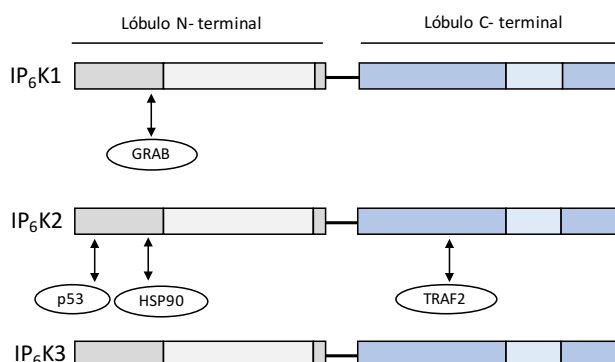 Lóbulo N- terminal
Lóbulo C- terminal
IP₆K1
GRAB
IP₆K2
p53
HSP90
TRAF2
IP₆K3